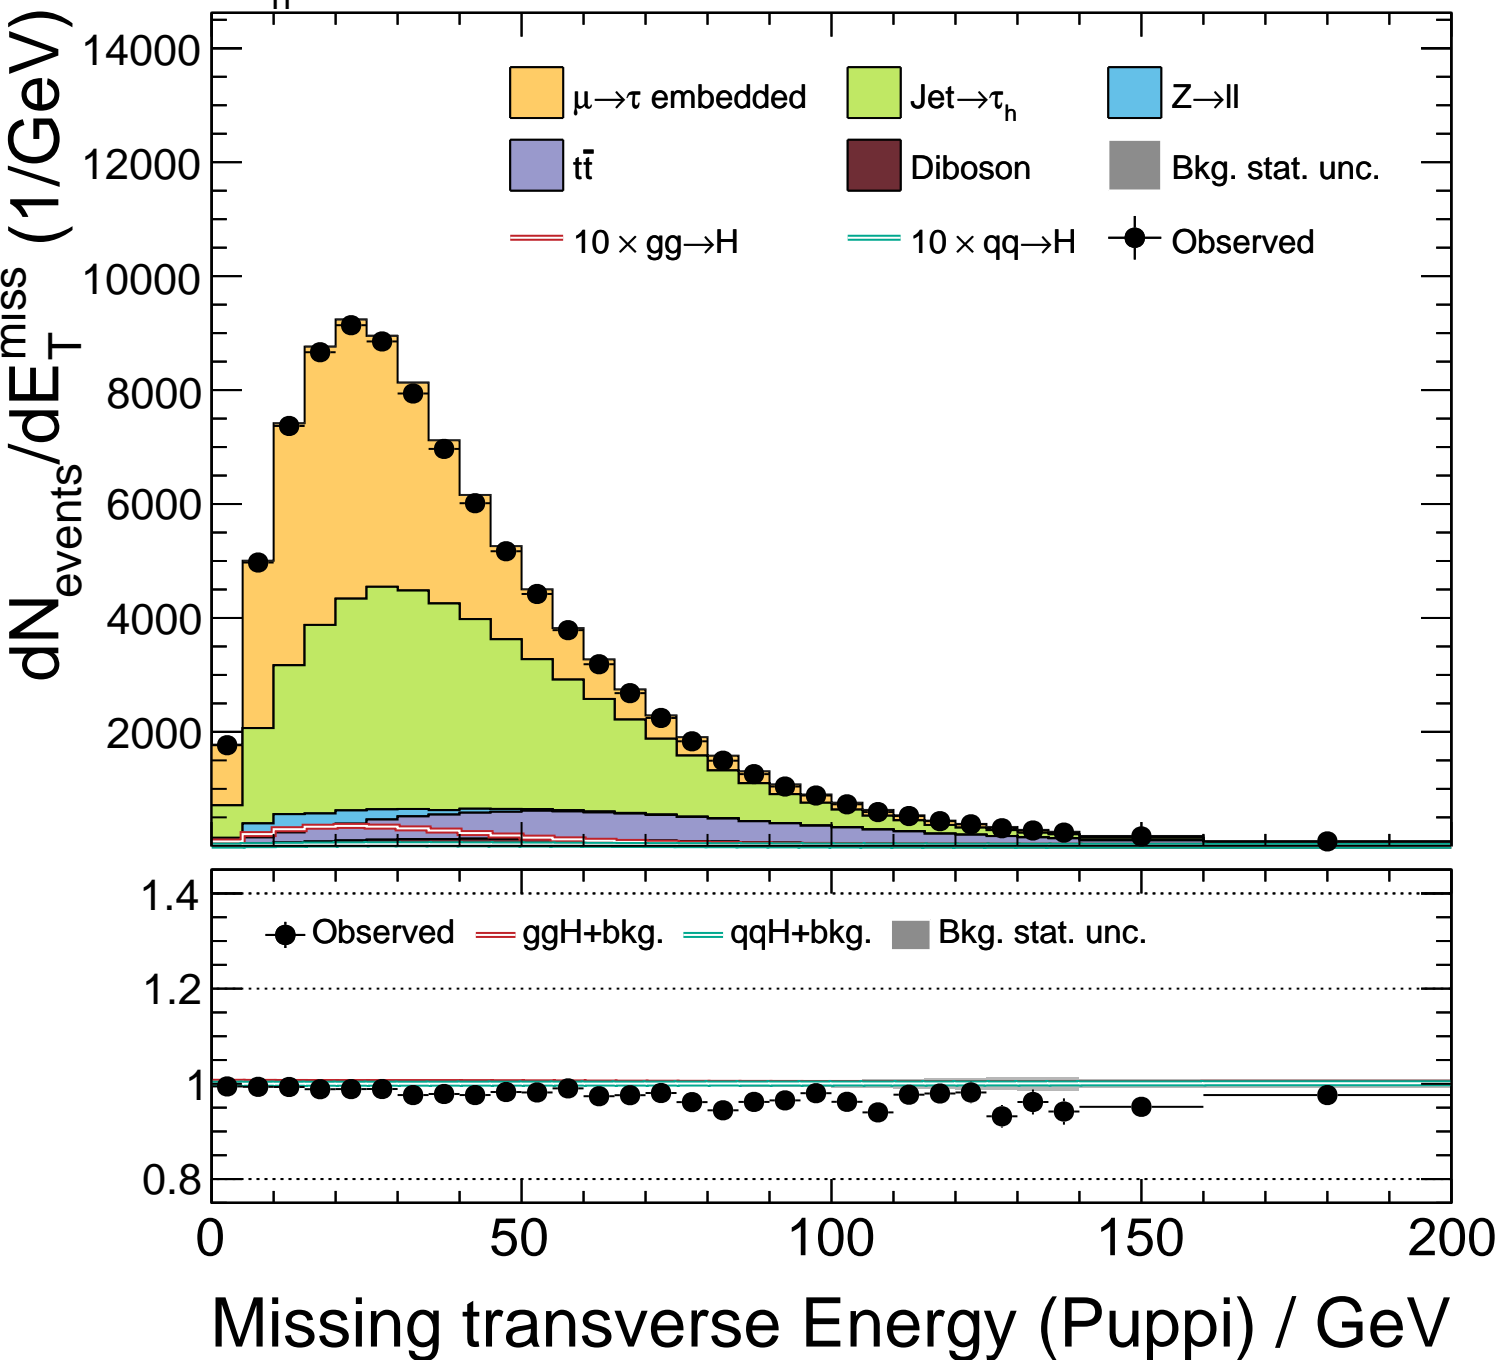 dN_events/dE_T^miss (1/GeV)
14000
12000
10000
8000
6000
4000
2000
μ→τ embedded
Jet→τ_h
Z→ll
tt̄
Diboson
Bkg. stat. unc.
10 × gg→H
10 × qq→H
Observed
1.4
1.2
1
0.8
Observed
ggH+bkg.
qqH+bkg.
Bkg. stat. unc.
0 50 100 150 200
Missing transverse Energy (Puppi) / GeV